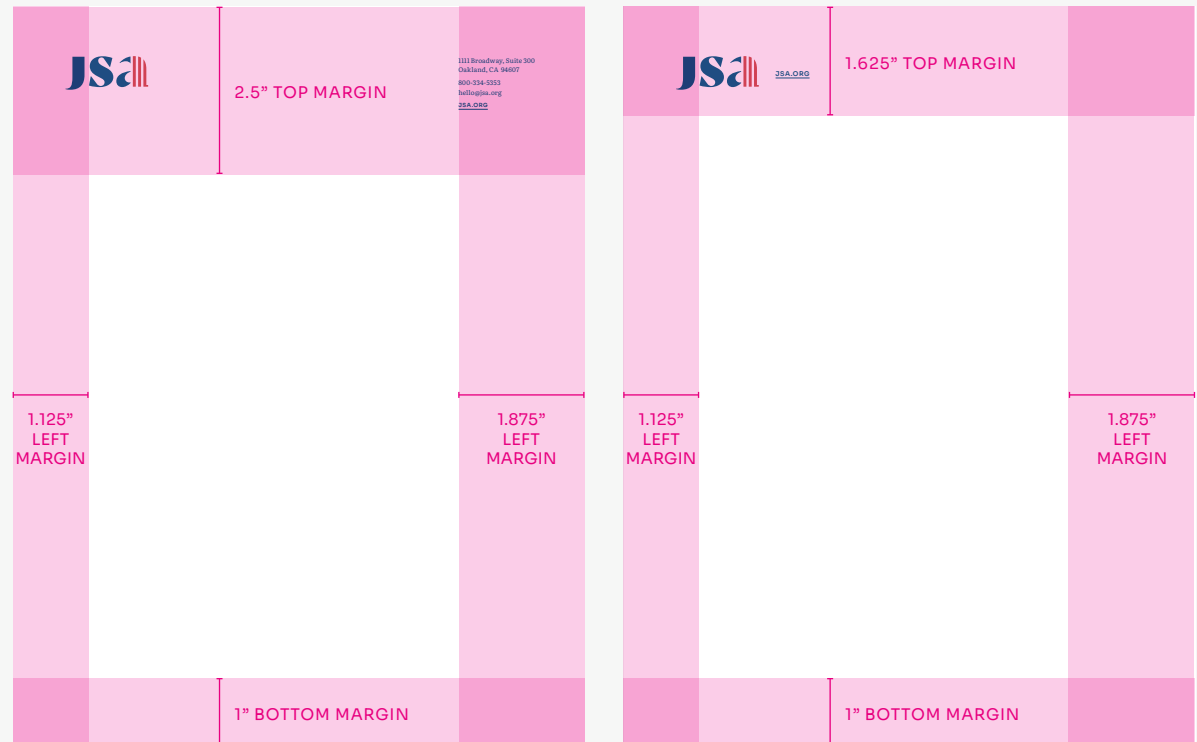 JSa
1111 Broadway, Suite 300
Oakland, CA 94607
800-334-5353
hello@jsa.org
JSA.ORG
2.5” TOP MARGIN
1.125”
LEFT
MARGIN
1.875”
LEFT
MARGIN
1” BOTTOM MARGIN
JSa
JSA.ORG
1.625” TOP MARGIN
1.125”
LEFT
MARGIN
1.875”
LEFT
MARGIN
1” BOTTOM MARGIN